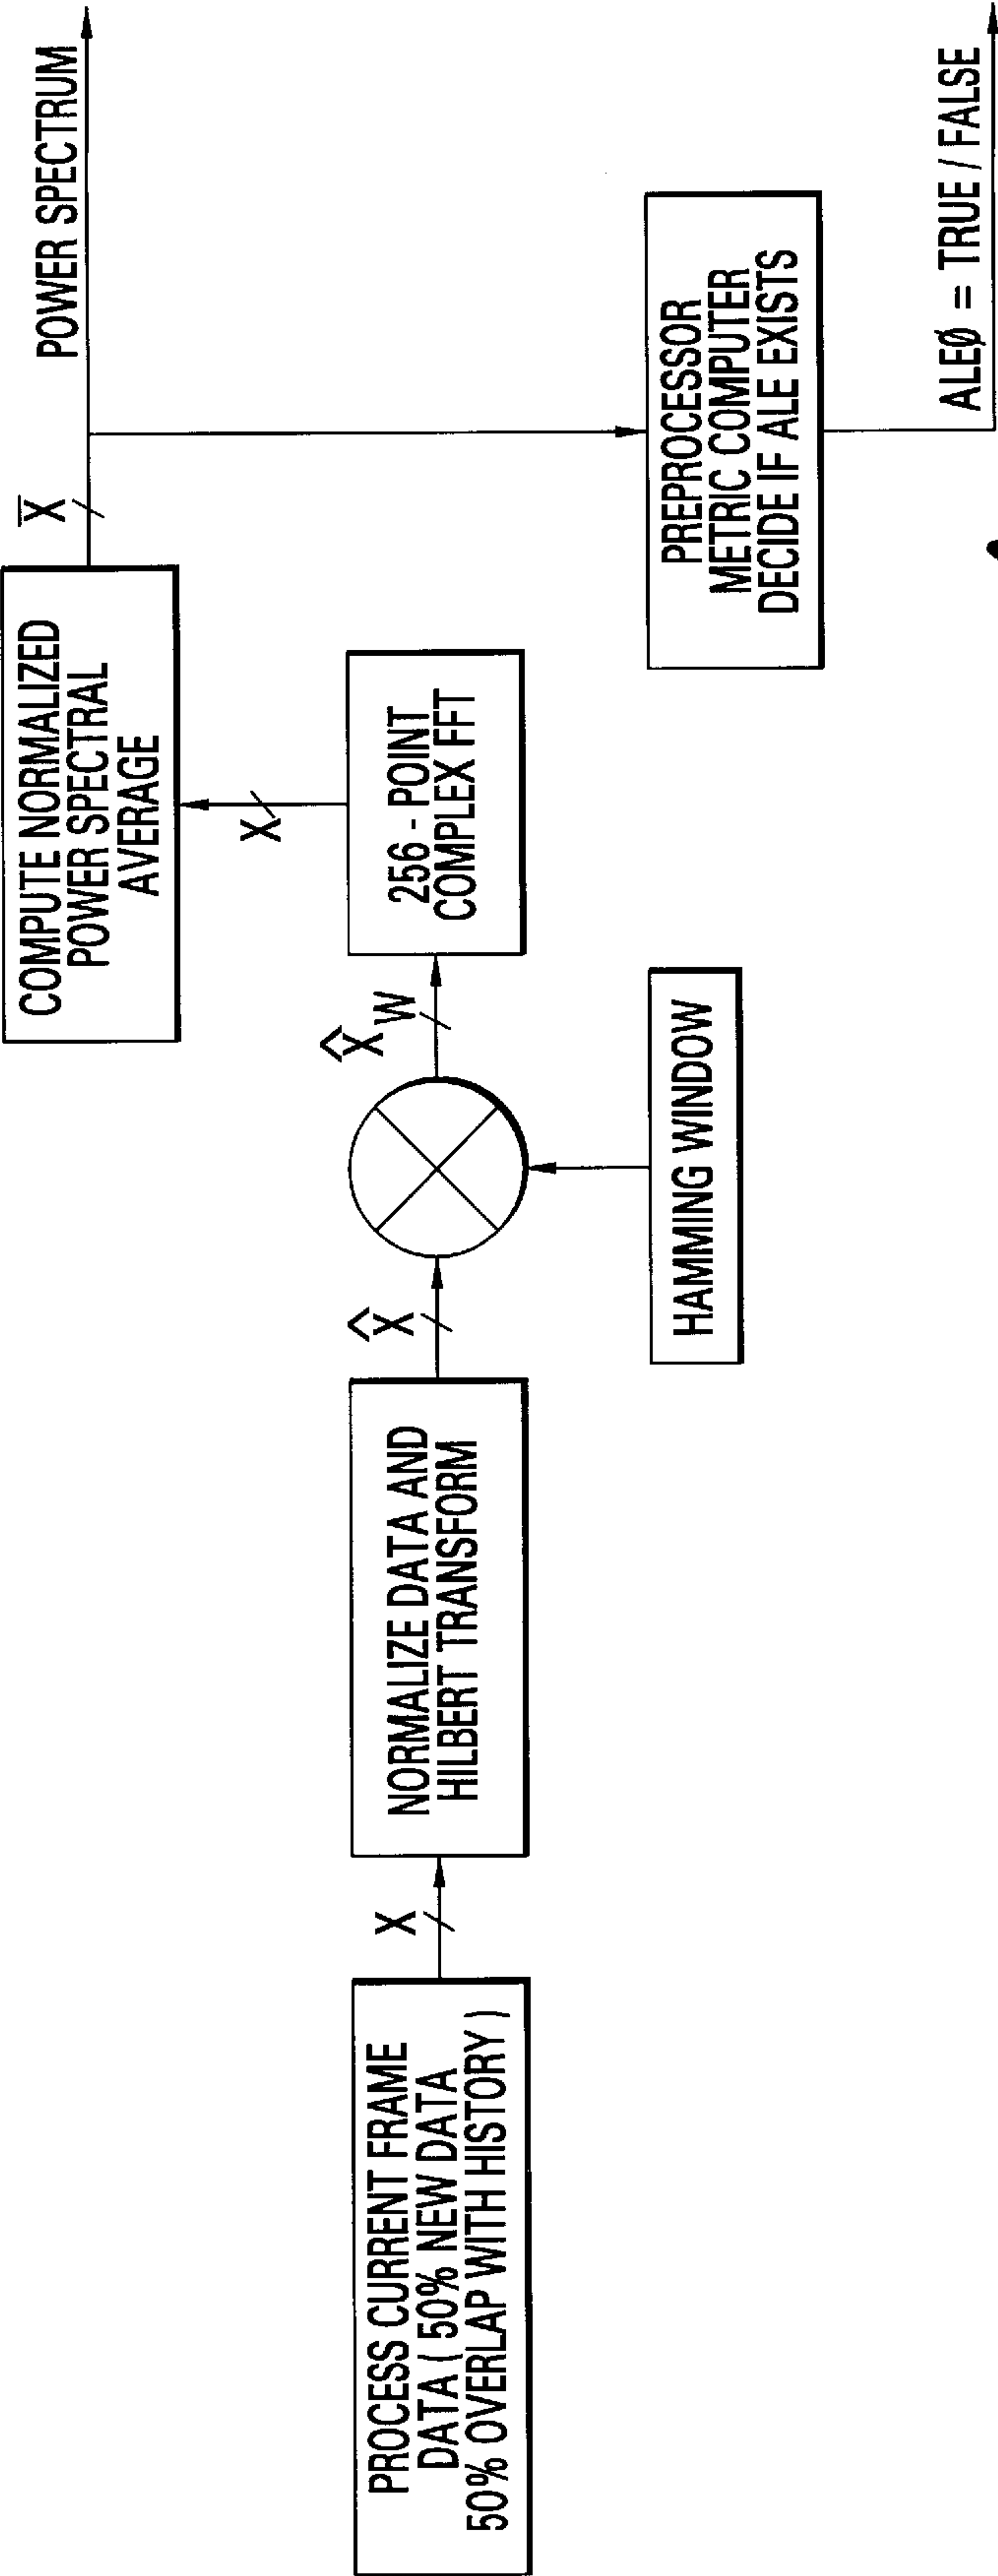 PROCESS CURRENT FRAME
DATA ( 50% NEW DATA
50% OVERLAP WITH HISTORY )
X
NORMALIZE DATA AND
HILBERT TRANSFORM
X̂
HAMMING WINDOW
X̂W
256 - POINT
COMPLEX FFT
X
COMPUTE NORMALIZED
POWER SPECTRAL
AVERAGE
X̅
POWER SPECTRUM
PREPROCESSOR
METRIC COMPUTER
DECIDE IF ALE EXISTS
ALEØ = TRUE / FALSE